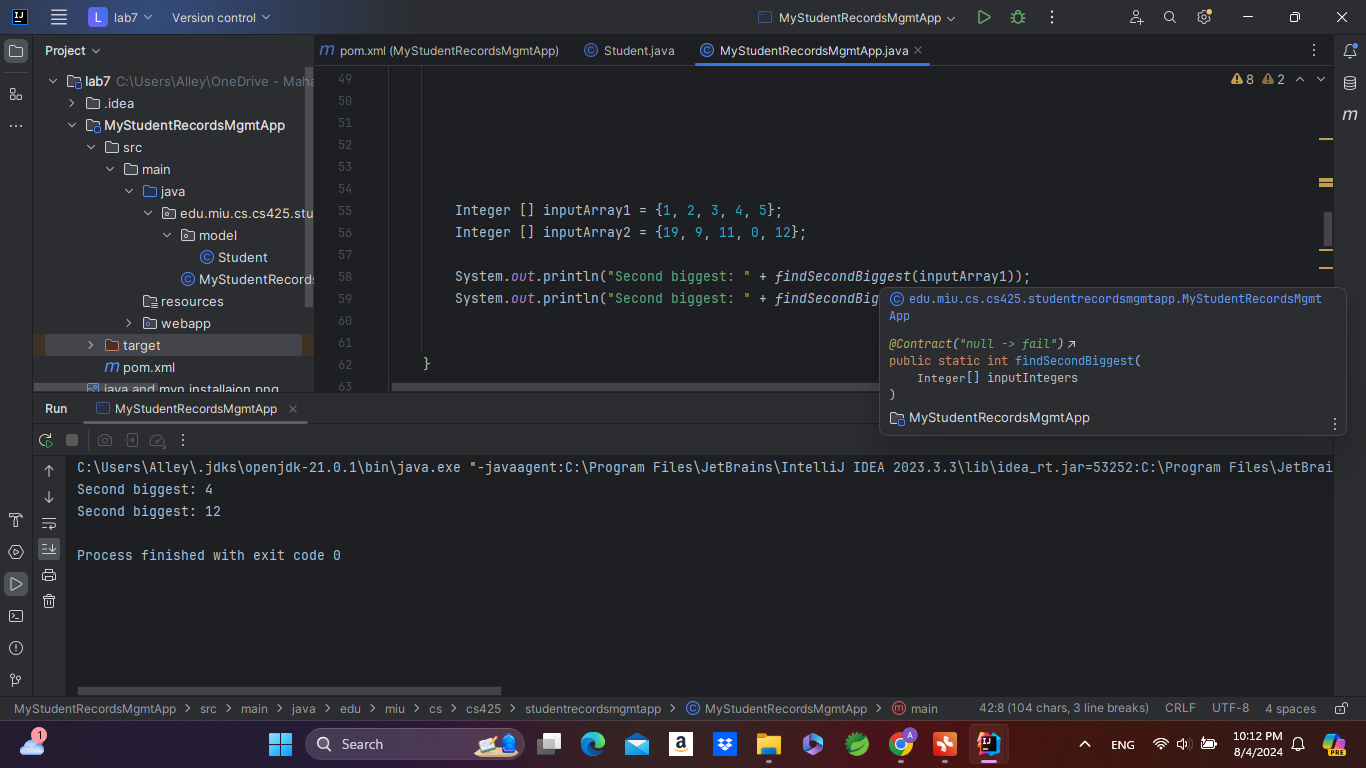 lab7
Version control
MyStudentRecordsMgmtApp
Project
pom.xml (MyStudentRecordsMgmtApp)
Student.java
MyStudentRecordsMgmtApp.java
lab7 C:\Users\Alley\OneDrive - Maha
.idea
MyStudentRecordsMgmtApp
src
main
java
edu.miu.cs.cs425.stu
model
Student
MyStudentRecords
resources
webapp
target
pom.xml
java and mvn installaion.png
8 2
49
50
51
52
53
54
55 Integer [] inputArray1 = {1, 2, 3, 4, 5};
56 Integer [] inputArray2 = {19, 9, 11, 0, 12};
57
58 System.out.println("Second biggest: " + findSecondBiggest(inputArray1));
59 System.out.println("Second biggest: " + findSecondBig
60
61
62 }
63
edu.miu.cs.cs425.studentrecordsmgmtapp.MyStudentRecordsMgmt
App
@Contract("null -> fail")
public static int findSecondBiggest(
Integer[] inputIntegers
)
MyStudentRecordsMgmtApp
Run
MyStudentRecordsMgmtApp
C:\Users\Alley\.jdks\openjdk-21.0.1\bin\java.exe "-javaagent:C:\Program Files\JetBrains\IntelliJ IDEA 2023.3.3\lib\idea_rt.jar=53252:C:\Program Files\JetBrai
Second biggest: 4
Second biggest: 12
Process finished with exit code 0
MyStudentRecordsMgmtApp > src > main > java > edu > miu > cs > cs425 > studentrecordsmgmtapp > MyStudentRecordsMgmtApp > main
42:8 (104 chars, 3 line breaks) CRLF UTF-8 4 spaces
1
Search
ENG
10:12 PM
8/4/2024
PRE